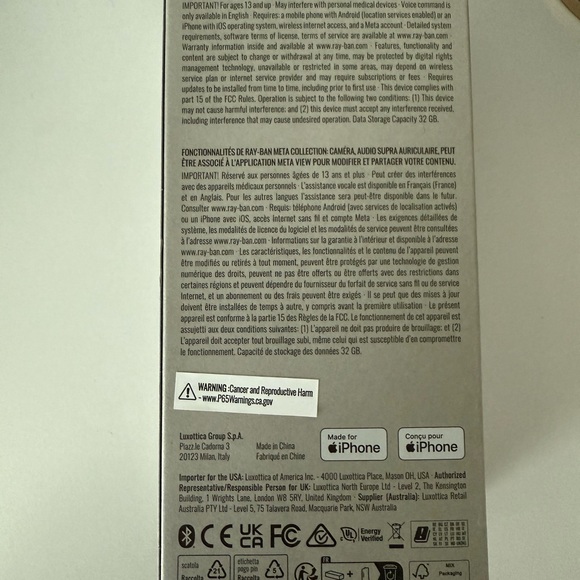 IMPORTANT! For ages 13 and up · May interfere with personal medical devices · Voice command is
only available in English · Requires: a mobile phone with Android (location services enabled) or an
iPhone with iOS operating system, wireless internet access, and a Meta account · Detailed system
requirements, software terms of license, terms of service are available at www.ray-ban.com ·
Warranty information inside and available at www.ray-ban.com · Features, functionality and
content are subject to change or withdrawal at any time, may be protected by digital rights
management technology, unavailable or restricted in some areas, may depend on wireless
service plan or internet service provider and may require subscriptions or fees · Requires
updates to be installed from time to time, including prior to first use · This device complies with
part 15 of the FCC Rules. Operation is subject to the following two conditions: (1) This device
may not cause harmful interference; and (2) this device must accept any interference received,
including interference that may cause undesired operation. Data Storage Capacity 32 GB.
FONCTIONNALITÉS DE RAY-BAN META COLLECTION: CAMÉRA, AUDIO SUPRA AURICULAIRE, PEUT
ÊTRE ASSOCIÉ À L'APPLICATION META VIEW POUR MODIFIER ET PARTAGER VOTRE CONTENU.
IMPORTANT! Réservé aux personnes âgées de 13 ans et plus · Peut créer des interférences
avec des appareils médicaux personnels · L'assistance vocale est disponible en Français (France)
et en Anglais. Pour les autres langues l'assistance sera peut-être disponible dans le futur.
Consulter www.ray-ban.com · Requis: téléphone Android (avec services de localisation activés)
ou un iPhone avec iOS, accès Internet sans fil et compte Meta · Les exigences détaillées de
système, les modalités de licence du logiciel et les modalités de service peuvent être consultées
à l'adresse www.ray-ban.com · Informations sur la garantie à l'intérieur et disponible à l'adresse
www.ray-ban.com · Les caractéristiques, les fonctionnalités et le contenu de l'appareil peuvent être
modifiés ou retirés à tout moment, peuvent être protégés par une technologie de gestion
numérique des droits, peuvent ne pas être offerts ou être offerts avec des restrictions dans
certaines régions et peuvent dépendre du fournisseur du forfait de service sans fil ou de service
Internet, et un abonnement ou des frais peuvent être exigés · Il se peut que des mises à jour
doivent être installées de temps à autre, y compris avant la première utilisation · Le présent
appareil est conforme à la partie 15 des Règles de la FCC. Le fonctionnement de cet appareil est
assujetti aux deux conditions suivantes: (1) L'appareil ne doit pas produire de brouillage; et (2)
L'appareil doit accepter tout brouillage subi, même celui qui est susceptible d'en compromettre
le fonctionnement. Capacité de stockage des données 32 GB.
WARNING :Cancer and Reproductive Harm
- www.P65Warnings.ca.gov
Luxottica Group S.p.A.
Piazz.le Cadorna 3
20123 Milan, Italy
Made in China
Fabriqué en Chine
Made for
iPhone
Conçu pour
iPhone
Importer for the USA: Luxottica of America Inc. - 4000 Luxottica Place, Mason OH, USA · Authorized
Representative/Responsible Person for UK: Luxottica North Europe Ltd - Level 2, The Kensington
Building, 1 Wrights Lane, London W8 5RY, United Kingdom · Supplier (Australia): Luxottica Retail
Australia PTY Ltd - Level 5, 75 Talavera Road, Macquarie Park, NSW Australia
CE UK CA FC UL Energy Verified
scatola
21
Raccolta
etichetta
pago pin
5
Raccolta
FR
FSC
MIX
Packaging